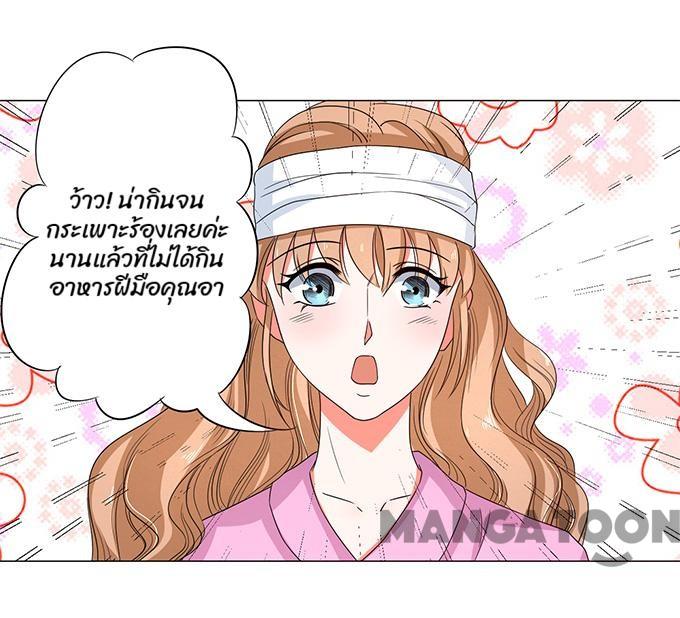 ว้าว! น่ากินจน
กระเพาะร้องเลยค่ะ
นานแล้วที่ไม่ได้กิน
อาหารฝีมือคุณอา
MANGATOON